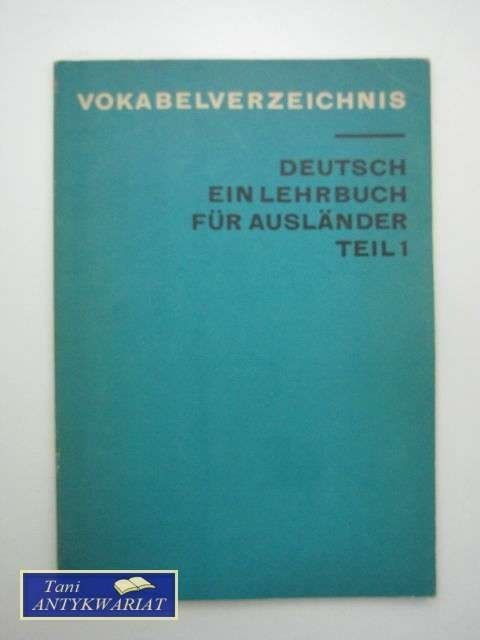 VOKABELVERZEICHNIS
DEUTSCH
EIN LEHRBUCH
FÜR AUSLÄNDER
TEIL 1
Tani
ANTYKWARIAT